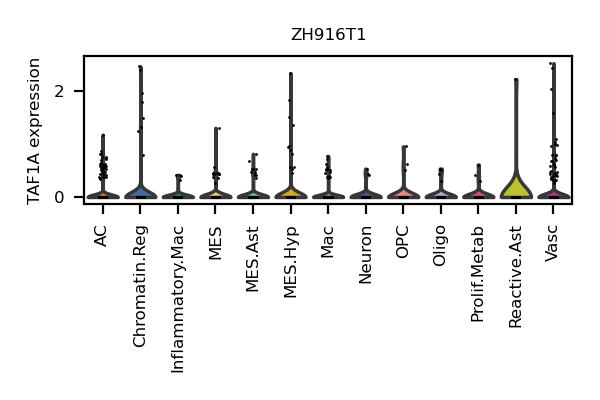 ZH916T1
TAF1A expression
2
0
AC
Chromatin.Reg
Inflammatory.Mac
MES
MES.Ast
MES.Hyp
Mac
Neuron
OPC
Oligo
Prolif.Metab
Reactive.Ast
Vasc